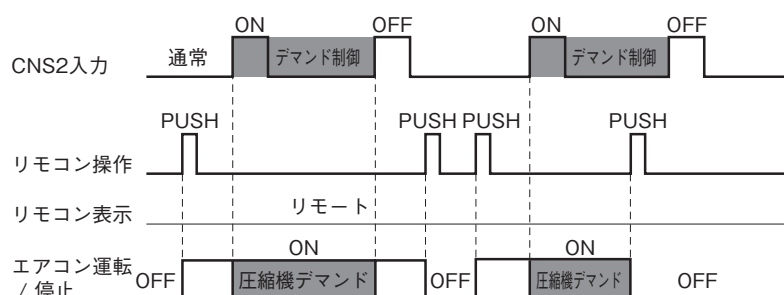 ON OFF ON OFF
CNS2入力 通常 デマンド制御 デマンド制御
PUSH PUSH PUSH PUSH
リモコン操作
リモコン表示 リモート
エアコン運転 ON ON
/ 停止 OFF 圧縮機デマンド OFF 圧縮機デマンド OFF